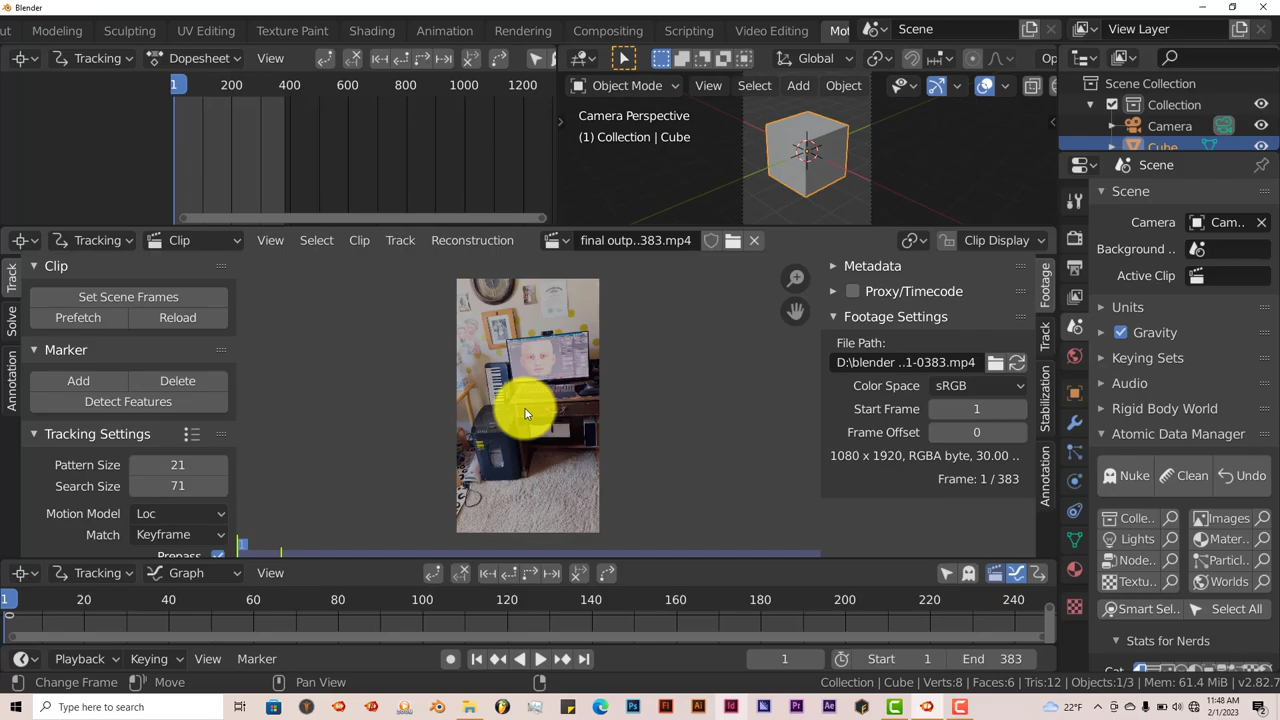 Blender
ut Modeling Sculpting UV Editing Texture Paint Shading Animation Rendering Compositing Scripting Video Editing Mot Scene View Layer
Tracking Dopesheet View Global Op
1 200 400 600 800 1000 1200 Object Mode View Select Add Object Scene Collection
Camera Perspective Collection
(1) Collection | Cube Camera
Cube
Scene
Scene
Camera Cam..
Tracking Clip View Select Clip Track Reconstruction final outp..383.mp4 Clip Display Background
Clip Metadata Active Clip
Set Scene Frames Proxy/Timecode Units
Prefetch Reload Footage Settings Gravity
Marker File Path: Keying Sets
Add Delete D:\blender ..1-0383.mp4 Audio
Detect Features Color Space sRGB Rigid Body World
Tracking Settings Start Frame 1 Atomic Data Manager
Pattern Size 21 Frame Offset 0 Nuke Clean Undo
Search Size 71 1080 x 1920, RGBA byte, 30.00 ..
Motion Model Loc Frame: 1 / 383 Colle.. Images
Match Keyframe Lights Mater..
Prepass Node.. Particl..
Track Solve Annotation Footage Track Stabilization Annotation
1
Tracking Graph View Textu.. Worlds
1 20 40 60 80 100 120 140 160 180 200 220 240 Smart Sel.. Select All
0 Stats for Nerds
Playback Keying View Marker 1 Start 1 End 383
Change Frame Move Pan View Collection | Cube | Verts:8 | Faces:6 | Tris:12 | Objects:1/3 | Mem: 61.4 MiB | v2.82.7
Type here to search 22°F 11:48 AM
2/1/2023